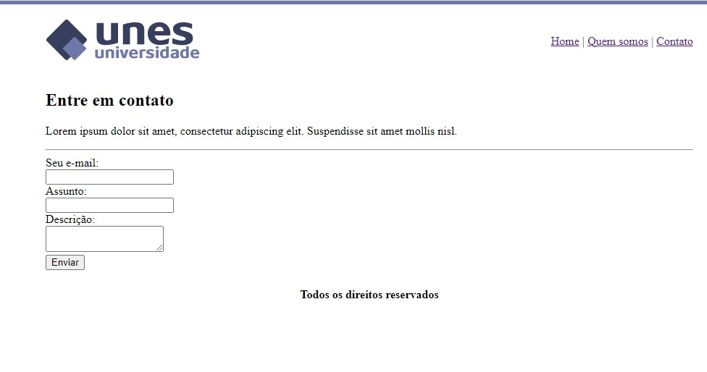 unes
universidade
Home | Quem somos | Contato
Entre em contato
Lorem ipsum dolor sit amet, consectetur adipiscing elit. Suspendisse sit amet mollis nisl.
Seu e-mail:
Assunto:
Descrição:
Enviar
Todos os direitos reservados